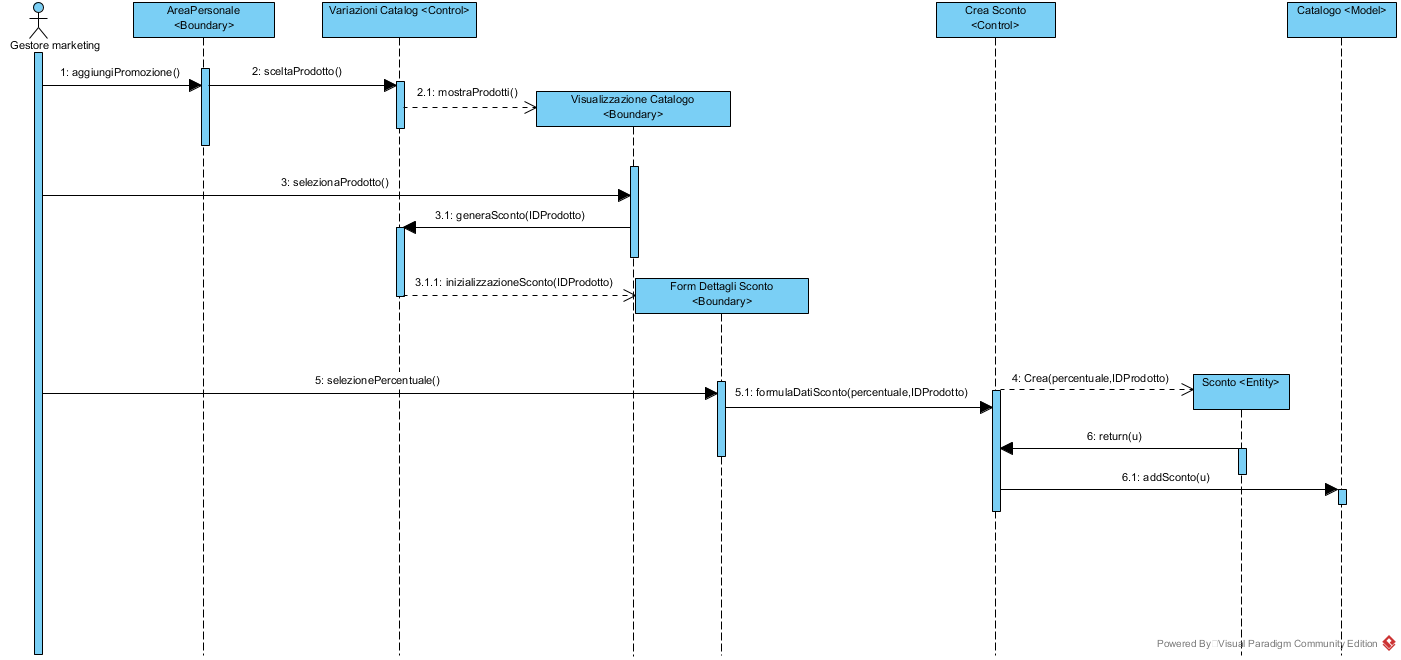 AreaPersonale
<Boundary>
Variazioni Catalog <Control>
Crea Sconto
<Control>
Catalogo <Model>
Gestore marketing
1: aggiungiPromozione()
2: sceltaProdotto()
2.1: mostraProdotti()
Visualizzazione Catalogo
<Boundary>
3: selezionaProdotto()
3.1: generaSconto(IDProdotto)
3.1.1: inizializzazioneSconto(IDProdotto)
Form Dettagli Sconto
<Boundary>
5: selezionePercentuale()
5.1: formulaDatiSconto(percentuale,IDProdotto)
4: Crea(percentuale,IDProdotto)
Sconto <Entity>
6: return(u)
6.1: addSconto(u)
Powered By Visual Paradigm Community Edition